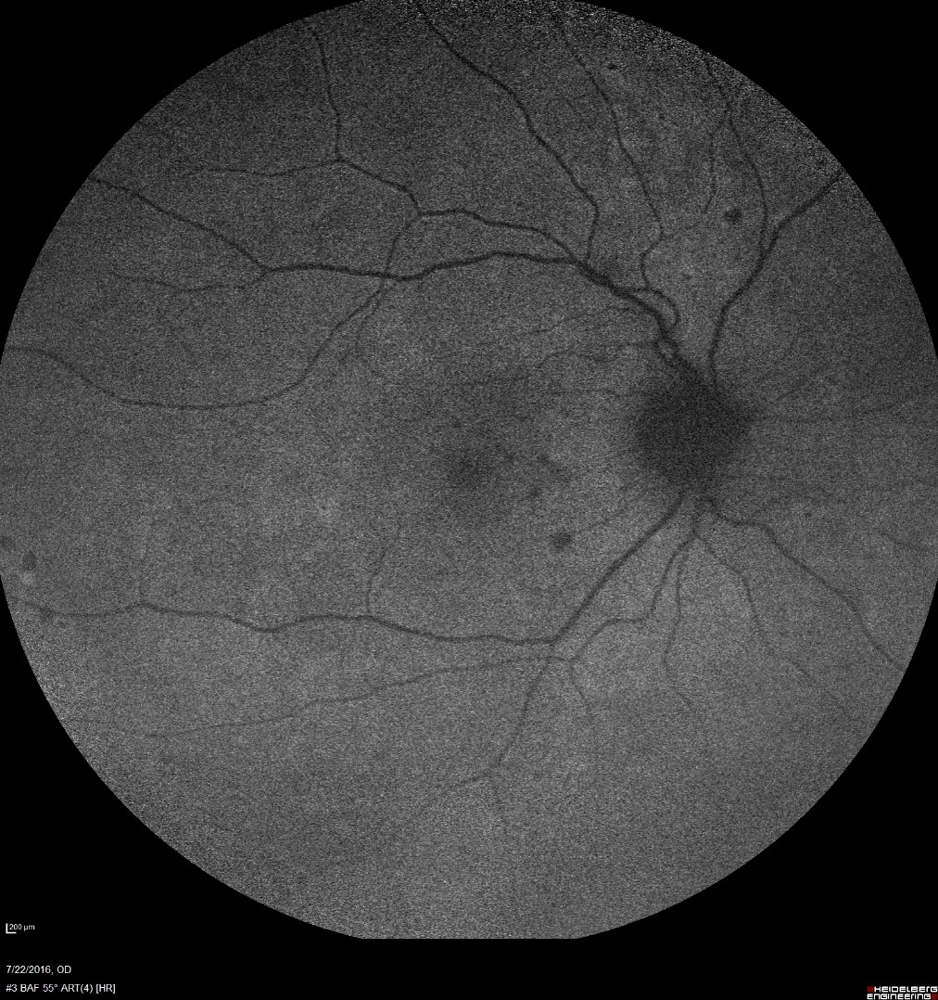 200 µm
7/22/2016, OD
#3 BAF 55° ART(4) [HR]
HEIDELBERG
ENGINEERING